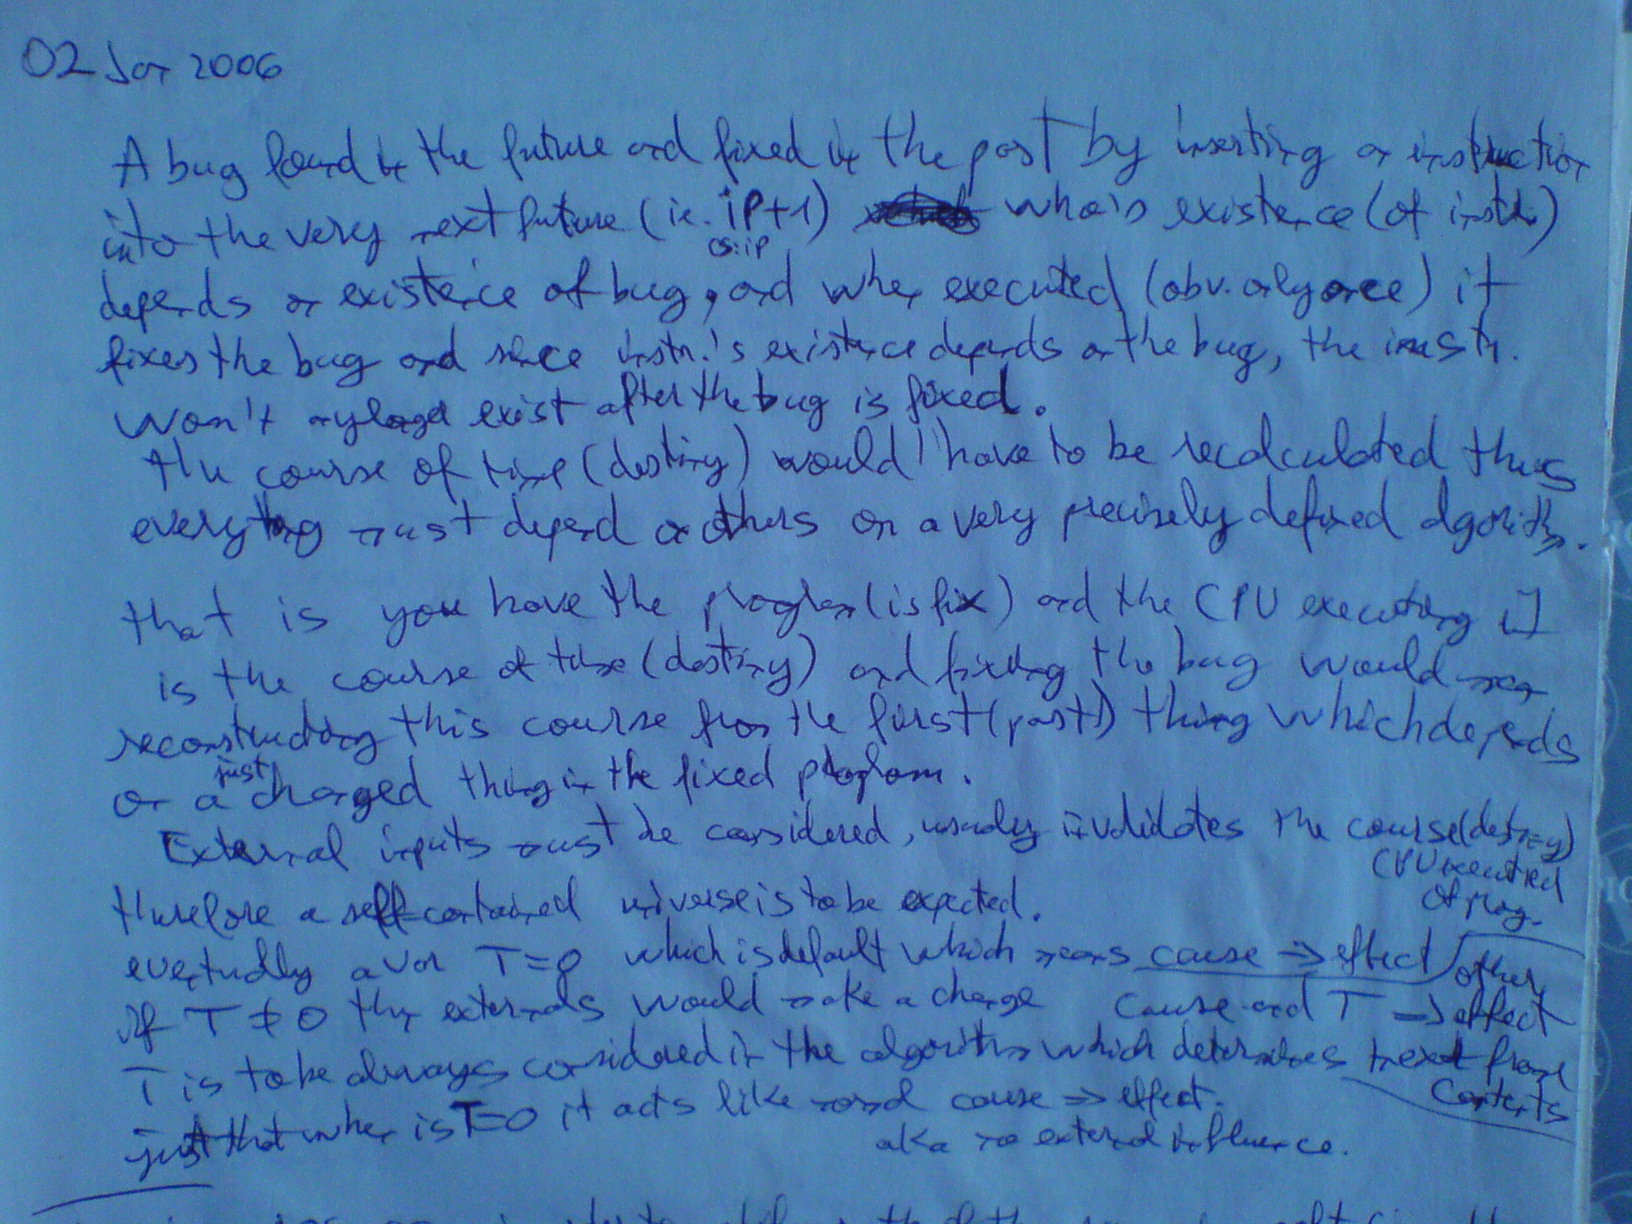 02 Jan 2006
A bug found in the future and fixed in the past by inserting an instruction
into the very next future (ie. ip+1) who's existence (of instr.)
cs:ip
depends on existence of bug, and when executed (obv. only once) it
fixes the bug and since instr.'s existence depends on the bug, the instr.
won't anylonger exist after the bug is fixed.
the course of time (destiny) would have to be recalculated thus
everything must depend on others on a very precisely defined algorithm.
that is you have the program (is fix) and the CPU executing it
is the course of time (destiny) and fixing the bug would
reconstructing this course from the first (past) thing which depends
just
on a changed thing in the fixed program.
External inputs must be considered, usually invalidates the course (destiny)
CPU execution
of prog.
therefore a self-contained universe is to be expected.
eventually a var T=0 which is default which means cause => effect
other
if T≠0 then externals would make a change cause and T => effect
T is to be always considered in the algorithm which determines next frame
contents
just that when is T=0 it acts like normal cause => effect.
aka no external influence.